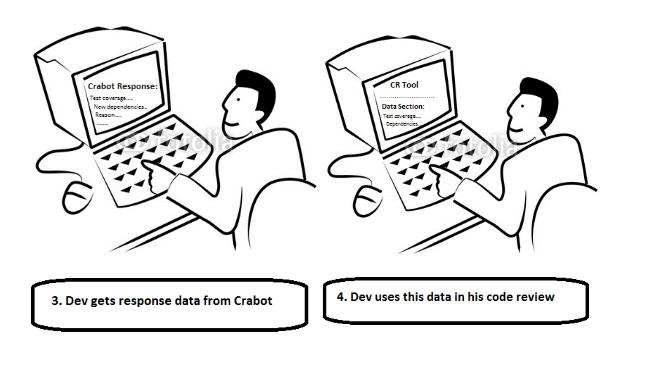 Crabot Response:
Test coverage....
New dependencies..
Reason....
.......
CR Tool
........................
Data Section:
Test coverage....
Dependencies
fotolia
3. Dev gets response data from Crabot
4. Dev uses this data in his code review